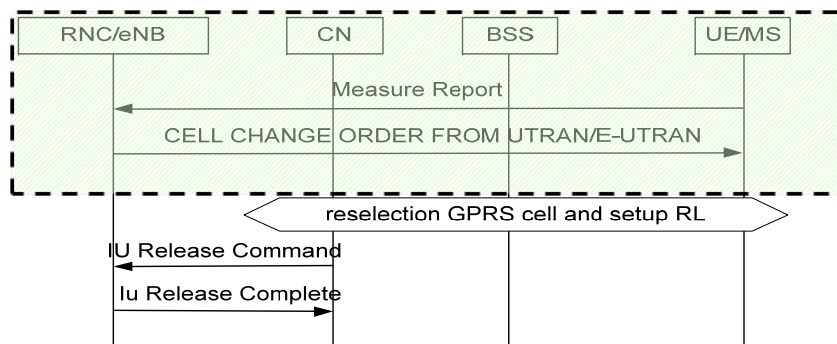 RNC/eNB CN BSS UE/MS
Measure Report
CELL CHANGE ORDER FROM UTRAN/E-UTRAN
reselection GPRS cell and setup RL
IU Release Command
Iu Release Complete